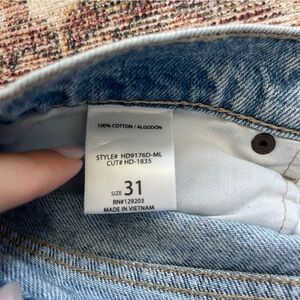 100% COTTON / ALGODON
STYLE# HD9176D-ML
CUT# HD-1835
SIZE 31
RN#129203
MADE IN VIETNAM